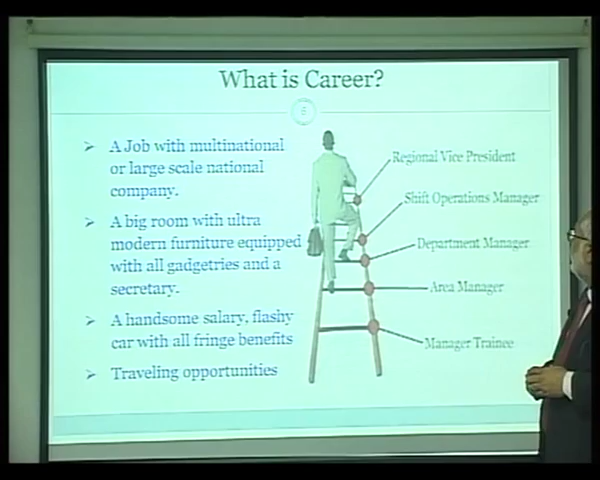 What is Career?
➢ A Job with multinational
or large scale national
company.
➢ A big room with ultra
modern furniture equipped
with all gadgetries and a
secretary.
➢ A handsome salary, flashy
car with all fringe benefits
➢ Traveling opportunities
Regional Vice President
Shift Operations Manager
Department Manager
Area Manager
Manager Trainee